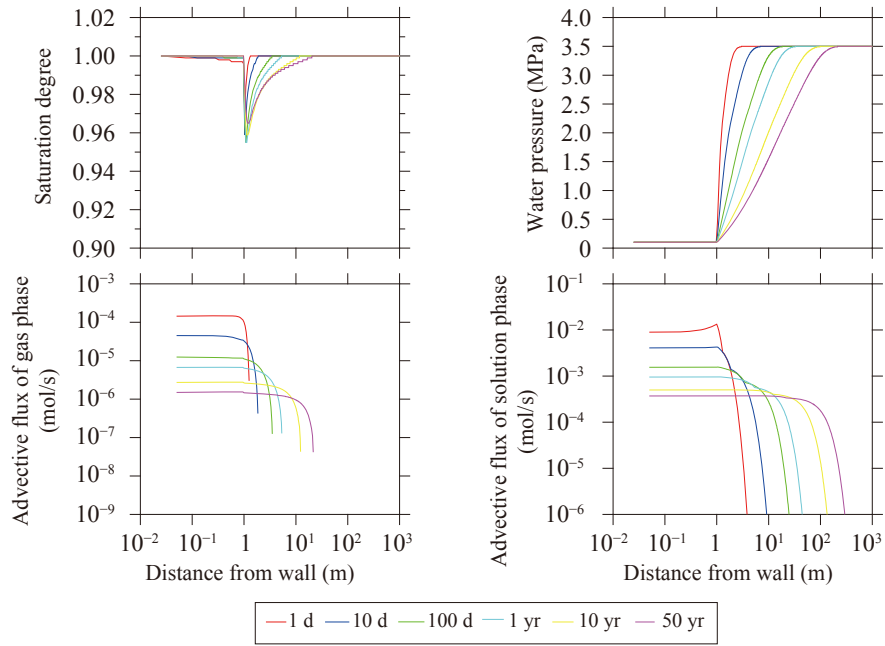 Saturation degree
1.02
1.00
0.98
0.96
0.94
0.92
0.90
Water pressure (MPa)
4.0
3.5
3.0
2.5
2.0
1.5
1.0
0.5
0
Advective flux of gas phase
(mol/s)
10⁻³
10⁻⁴
10⁻⁵
10⁻⁶
10⁻⁷
10⁻⁸
10⁻⁹
10⁻² 10⁻¹ 1 10¹ 10² 10³
Distance from wall (m)
Advective flux of solution phase
(mol/s)
10⁻¹
10⁻²
10⁻³
10⁻⁴
10⁻⁵
10⁻⁶
10⁻² 10⁻¹ 1 10¹ 10² 10³
Distance from wall (m)
1 d 10 d 100 d 1 yr 10 yr 50 yr